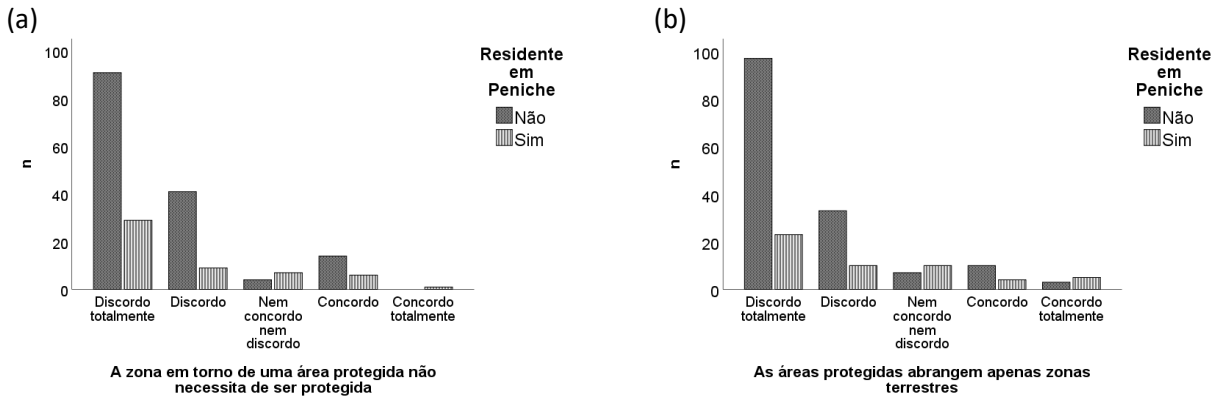 (a)
100
80
60
40
20
0
n
Discordo
totalmente
Discordo
Nem
concordo
nem
discordo
Concordo
Concordo
totalmente
A zona em torno de uma área protegida não
necessita de ser protegida
Residente
em
Peniche
Não
Sim
(b)
100
80
60
40
20
0
n
Discordo
totalmente
Discordo
Nem
concordo
nem
discordo
Concordo
Concordo
totalmente
As áreas protegidas abrangem apenas zonas
terrestres
Residente
em
Peniche
Não
Sim